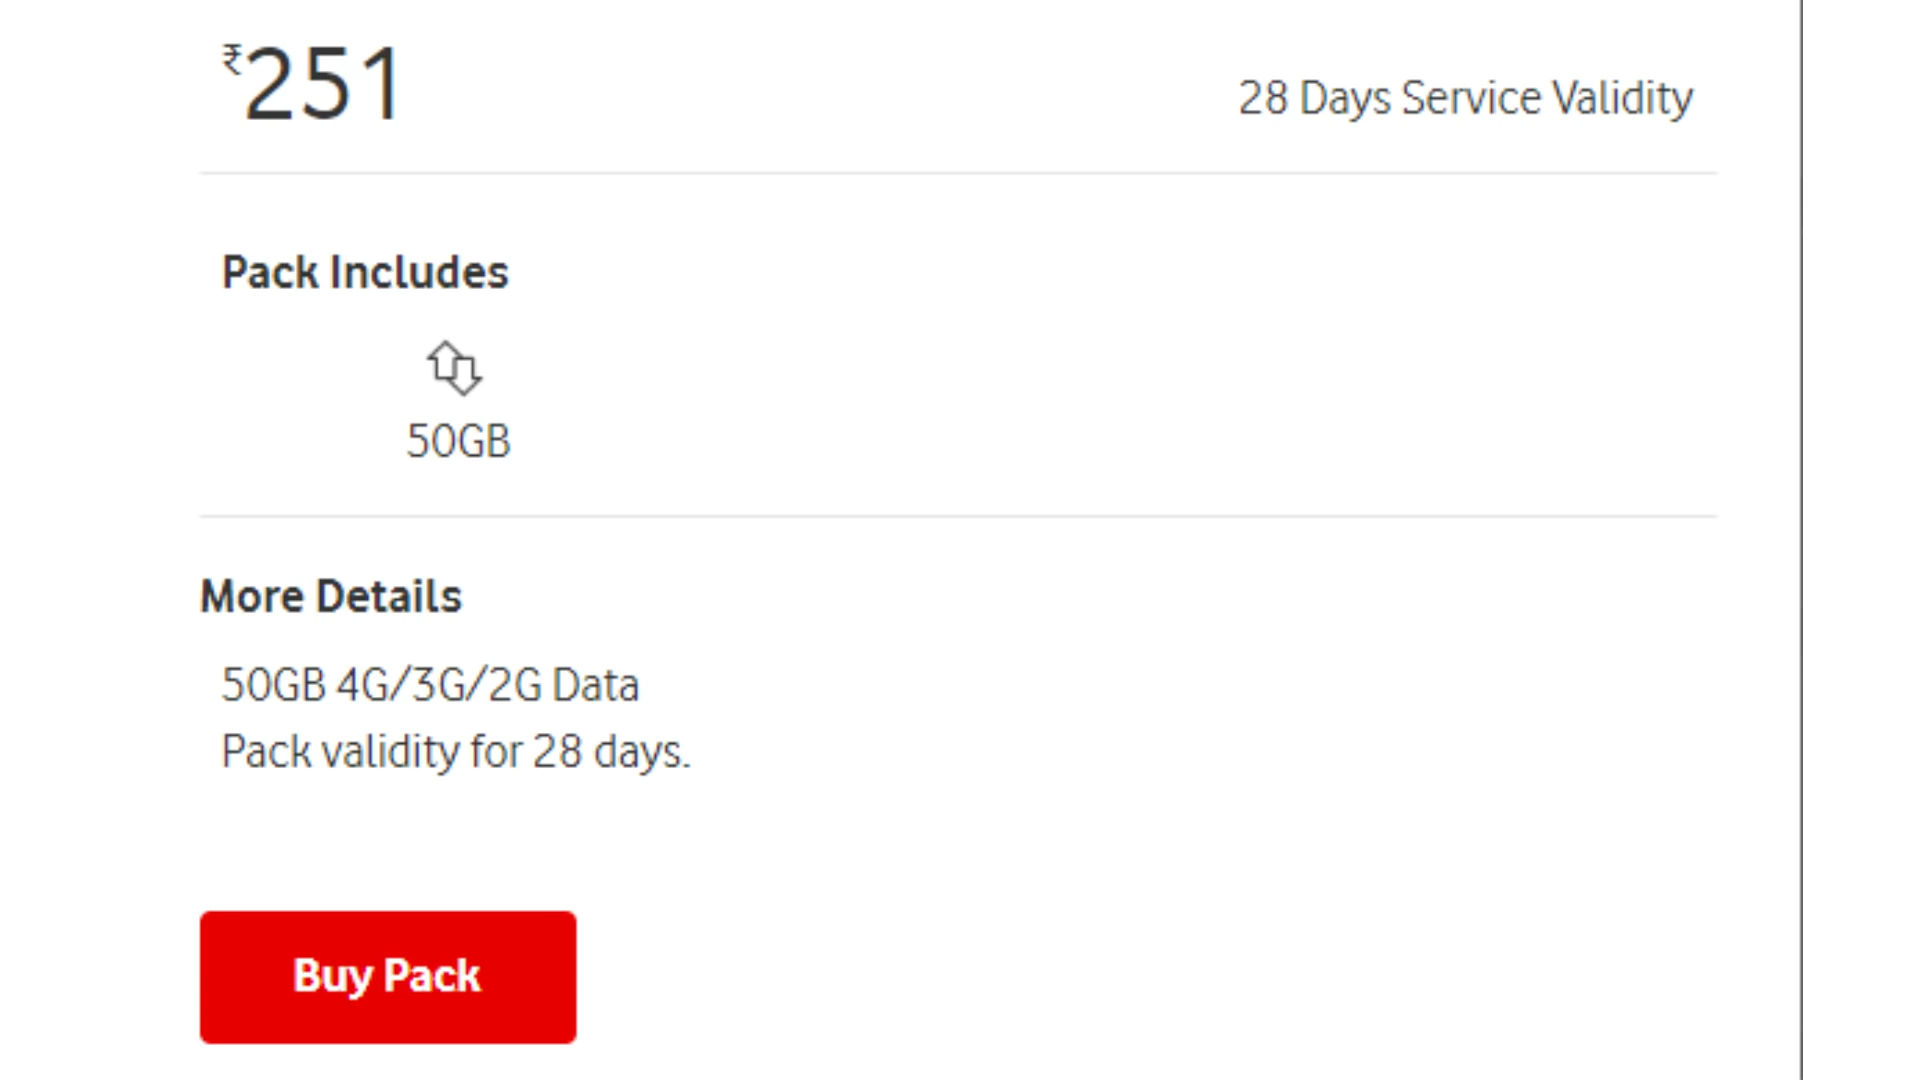 ₹251
28 Days Service Validity
Pack Includes
50GB
More Details
50GB 4G/3G/2G Data
Pack validity for 28 days.
Buy Pack